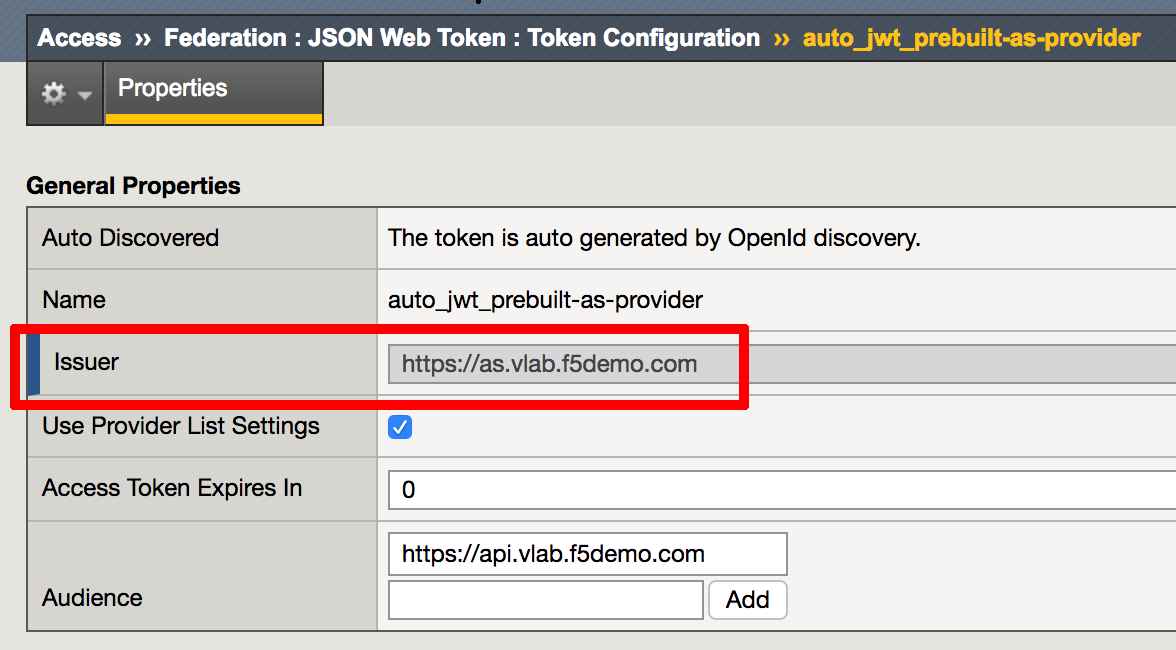 Access ›› Federation : JSON Web Token : Token Configuration ›› auto_jwt_prebuilt-as-provider
Properties
General Properties
Auto Discovered The token is auto generated by OpenId discovery.
Name auto_jwt_prebuilt-as-provider
Issuer https://as.vlab.f5demo.com
Use Provider List Settings
Access Token Expires In 0
https://api.vlab.f5demo.com
Audience Add